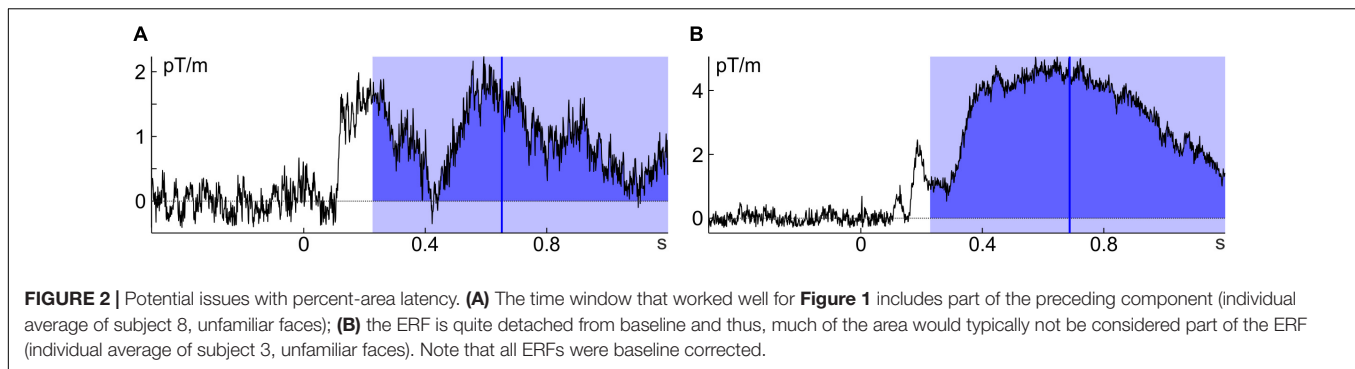 A
B
pT/m
pT/m
2
1
0
4
2
0
0 0.4 0.8 s
0 0.4 0.8 s
FIGURE 2 | Potential issues with percent-area latency. (A) The time window that worked well for Figure 1 includes part of the preceding component (individual
average of subject 8, unfamiliar faces); (B) the ERF is quite detached from baseline and thus, much of the area would typically not be considered part of the ERF
(individual average of subject 3, unfamiliar faces). Note that all ERFs were baseline corrected.